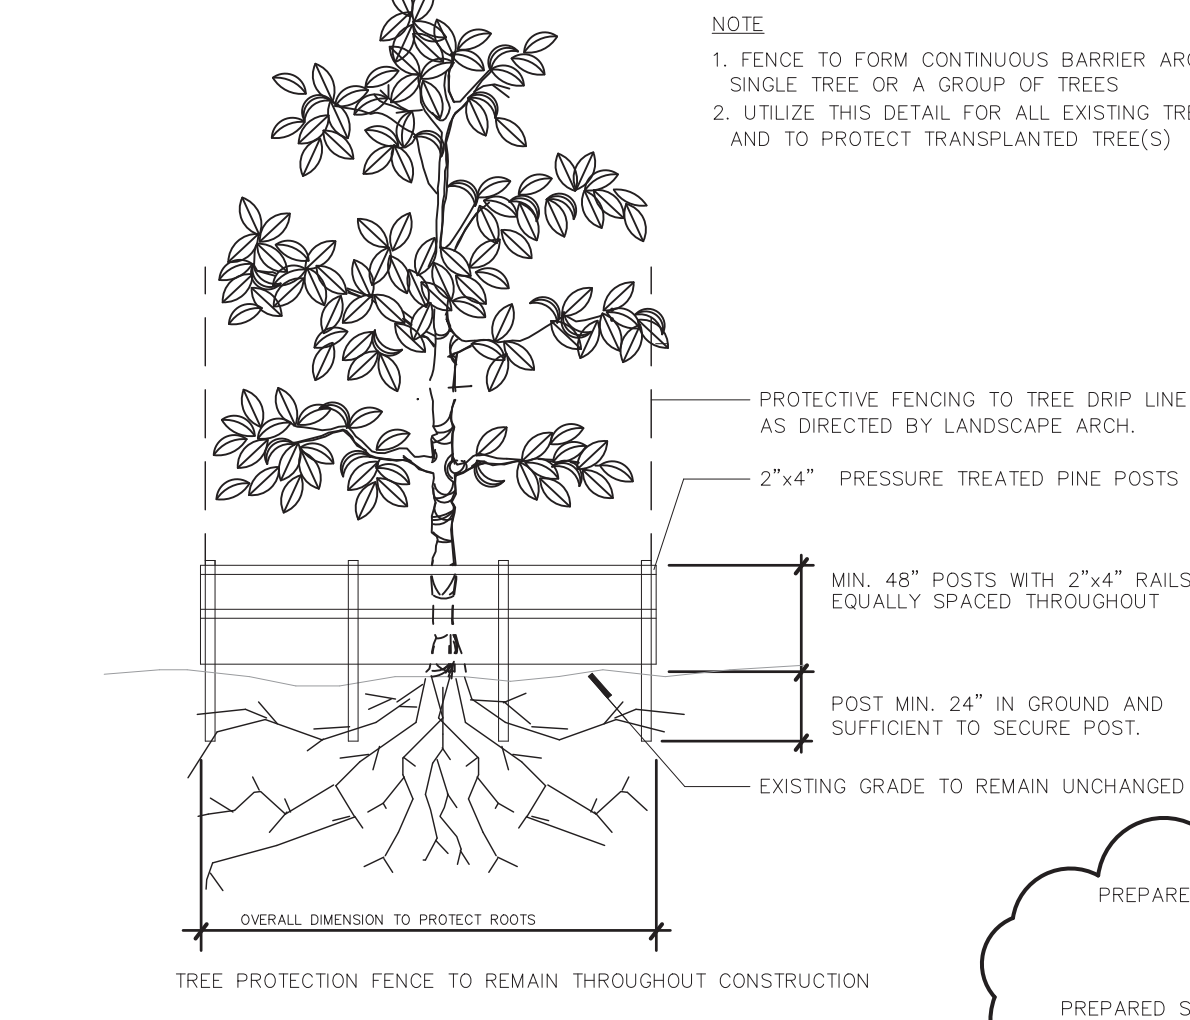 NOTE
1. FENCE TO FORM CONTINUOUS BARRIER
SINGLE TREE OR A GROUP OF TREES
2. UTILIZE THIS DETAIL FOR ALL EXISTING
AND TO PROTECT TRANSPLANTED TREE(S)
PROTECTIVE FENCING TO TREE DRIP LINE
AS DIRECTED BY LANDSCAPE ARCH.
2”x4” PRESSURE TREATED PINE POSTS
MIN. 48” POSTS WITH 2”x4” RAILS
EQUALLY SPACED THROUGHOUT
POST MIN. 24” IN GROUND AND
SUFFICIENT TO SECURE POST.
EXISTING GRADE TO REMAIN UNCHANGED
PREPARE
OVERALL DIMENSION TO PROTECT ROOTS
TREE PROTECTION FENCE TO REMAIN THROUGHOUT CONSTRUCTION
PREPARED